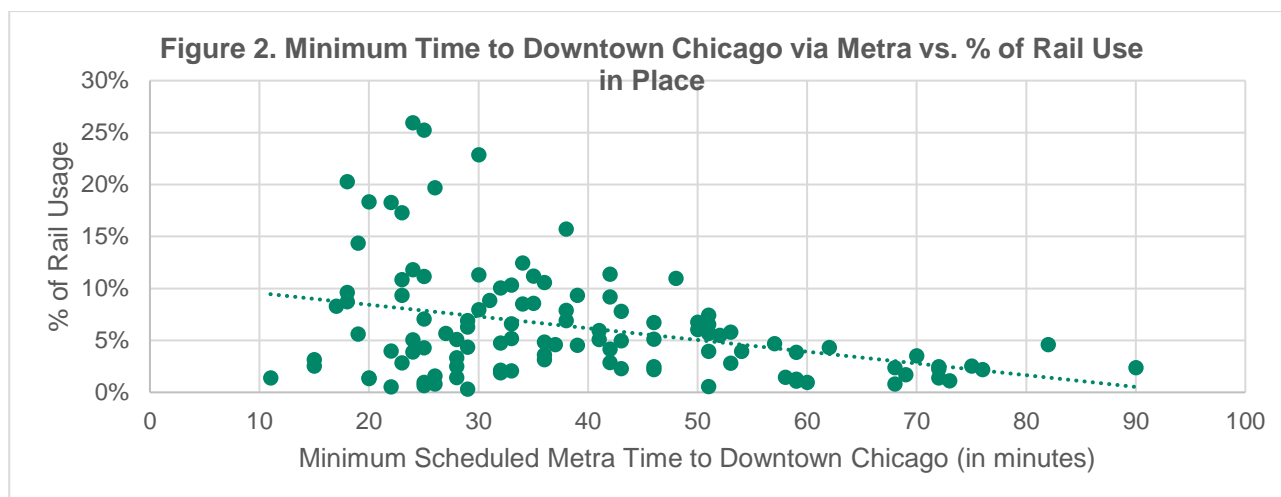 Figure 2. Minimum Time to Downtown Chicago via Metra vs. % of Rail Use
in Place
30%
25%
20%
15%
10%
5%
0%
% of Rail Usage
0 10 20 30 40 50 60 70 80 90 100
Minimum Scheduled Metra Time to Downtown Chicago (in minutes)